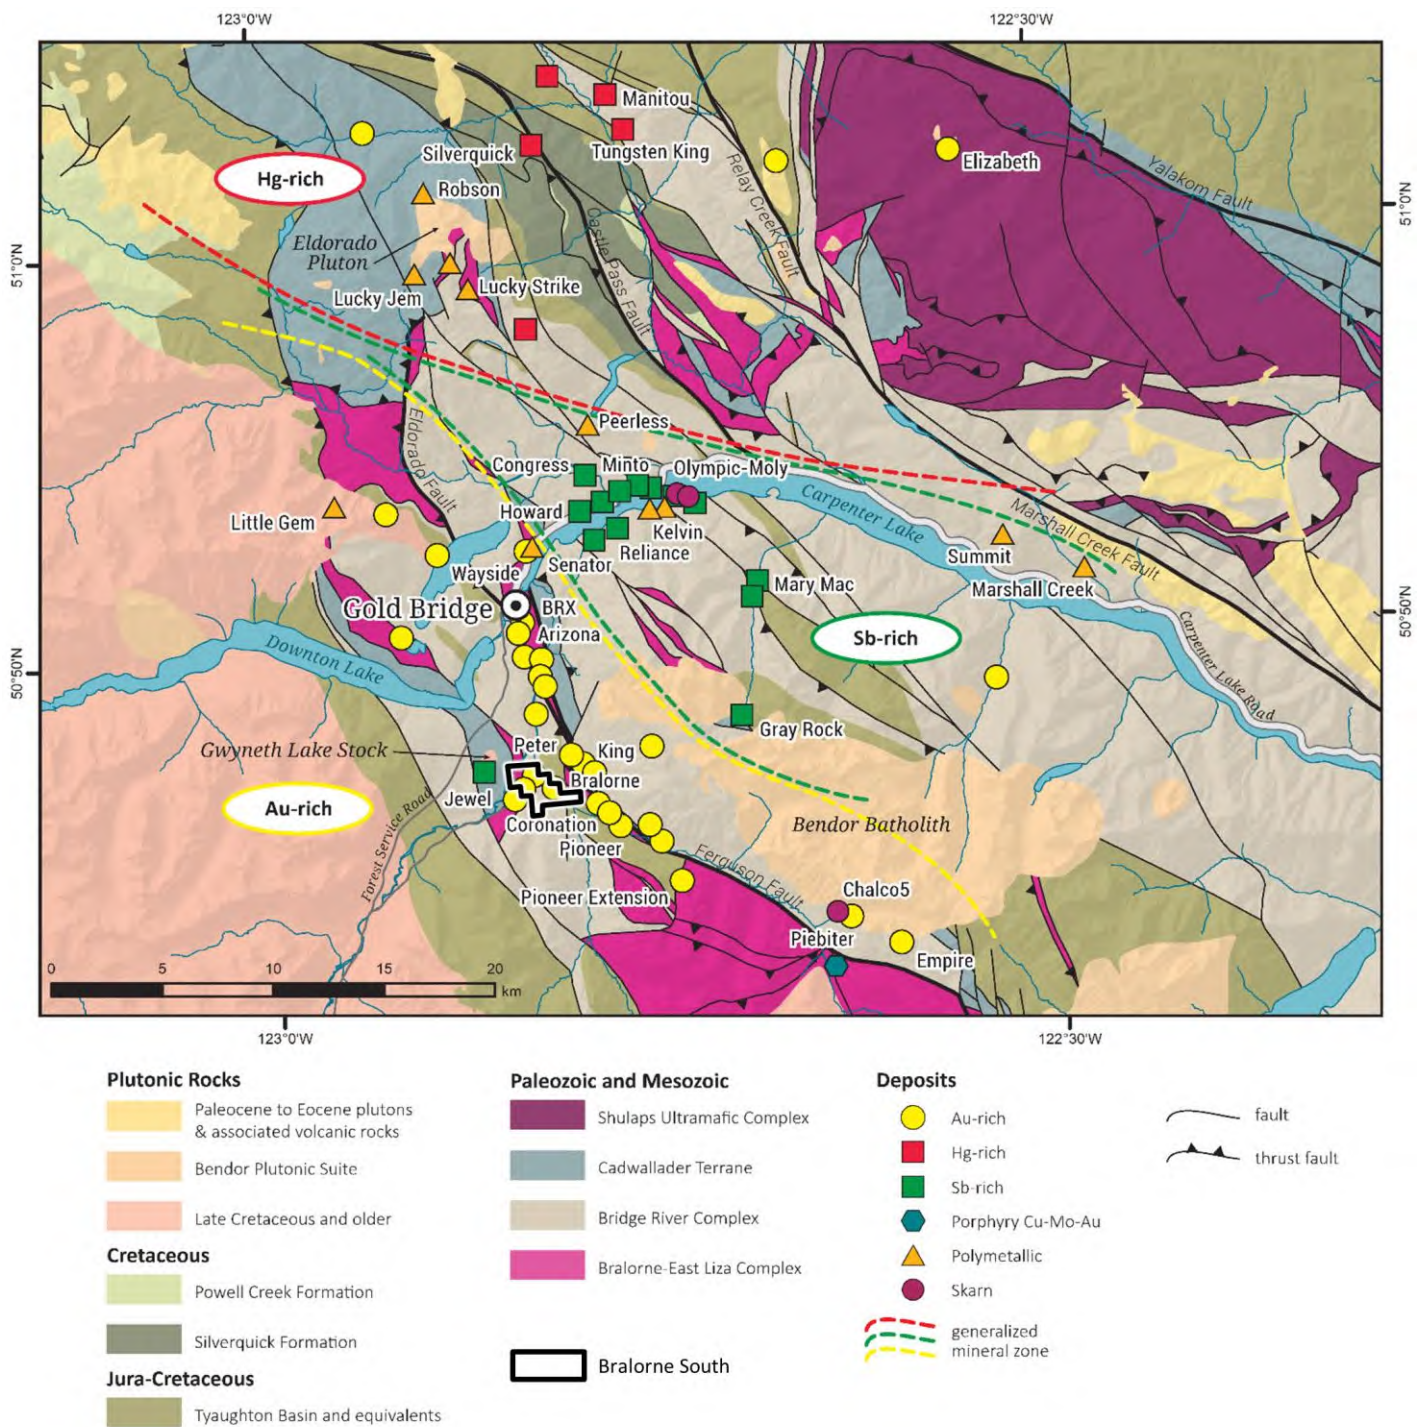 123°0'W
122°30'W
Manitou
Silverquick
Tungsten King
Elizabeth
Hg-rich
Robson
Relay Creek Fault
Yalakom Fault
51°0'N
Eldorado
Pluton
Castle Pass Fault
51°0'N
Lucky Jem
Lucky Strike
Eldorado Fault
Peerless
Congress
Minto
Olympic-Moly
Little Gem
Howard
Kelvin
Carpenter Lake
Marshall Creek Fault
Reliance
Summit
Wayside
Senator
Mary Mac
Marshall Creek
Gold Bridge
BRX
50°50'N
Arizona
Sb-rich
Carpenter Lake Road
Downton Lake
50°50'N
Gwyneth Lake Stock
Peter
King
Gray Rock
Bralorne
Jewel
Au-rich
Coronation
Bendor Batholith
Pioneer
Forest Service Road
Ferguson Fault
Pioneer Extension
Chalco5
Piebiter
Empire
0 5 10 15 20
km
123°0'W
122°30'W
Plutonic Rocks
Paleocene to Eocene plutons
& associated volcanic rocks
Bendor Plutonic Suite
Late Cretaceous and older
Cretaceous
Powell Creek Formation
Silverquick Formation
Jura-Cretaceous
Tyaughton Basin and equivalents
Paleozoic and Mesozoic
Shulaps Ultramafic Complex
Cadwallader Terrane
Bridge River Complex
Bralorne-East Liza Complex
Bralorne South
Deposits
Au-rich
Hg-rich
Sb-rich
Porphyry Cu-Mo-Au
Polymetallic
Skarn
generalized
mineral zone
fault
thrust fault